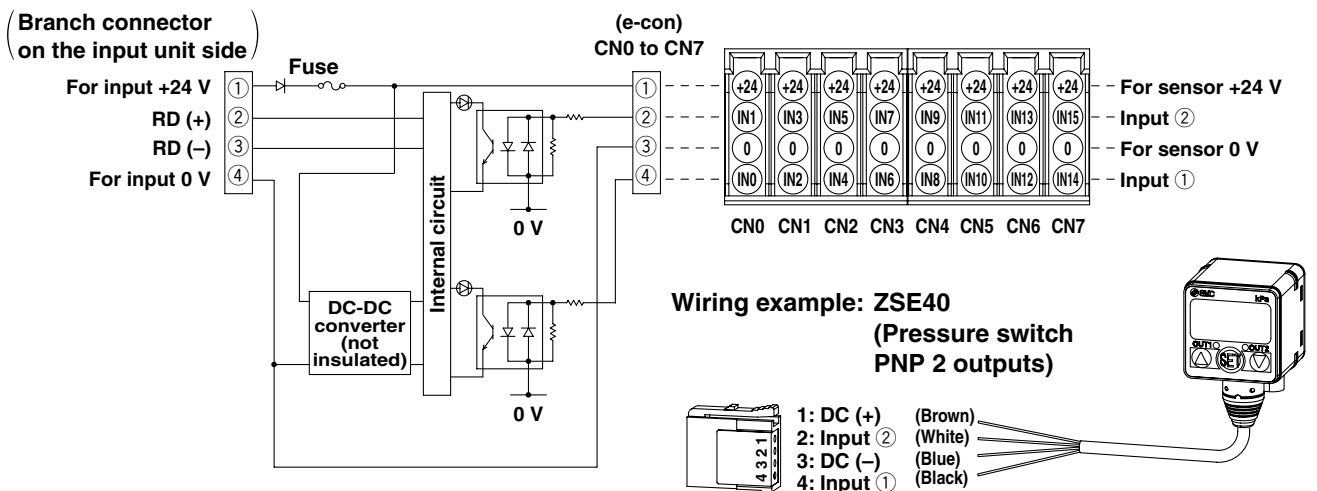 Branch connector
on the input unit side
For input +24 V
RD (+)
RD (–)
For input 0 V
①
②
③
④
Fuse
DC-DC
converter
(not
insulated)
Internal circuit
0 V
0 V
(e-con)
CN0 to CN7
①
②
③
④
+24 +24 +24 +24 +24 +24 +24 +24
IN1 IN3 IN5 IN7 IN9 IN11 IN13 IN15
0 0 0 0 0 0 0 0
IN0 IN2 IN4 IN6 IN8 IN10 IN12 IN14
CN0 CN1 CN2 CN3 CN4 CN5 CN6 CN7
For sensor +24 V
Input ②
For sensor 0 V
Input ①
Wiring example: ZSE40
(Pressure switch
PNP 2 outputs)
4 3 2 1
1: DC (+) (Brown)
2: Input ② (White)
3: DC (–) (Blue)
4: Input ① (Black)
SMC kPa
OUT1 OUT2
SET